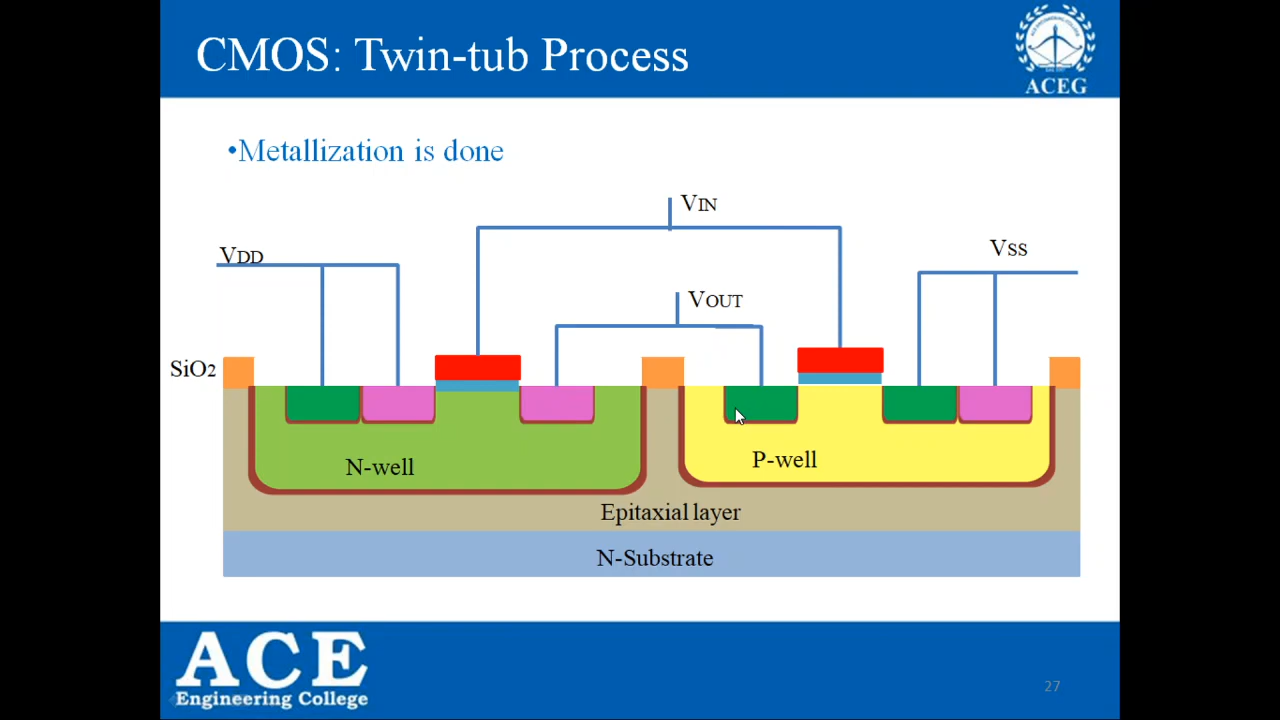 CMOS: Twin-tub Process
ACEG
•Metallization is done
VIN
VDD
VSS
VOUT
SiO2
N-well
P-well
Epitaxial layer
N-Substrate
ACE
Engineering College
27